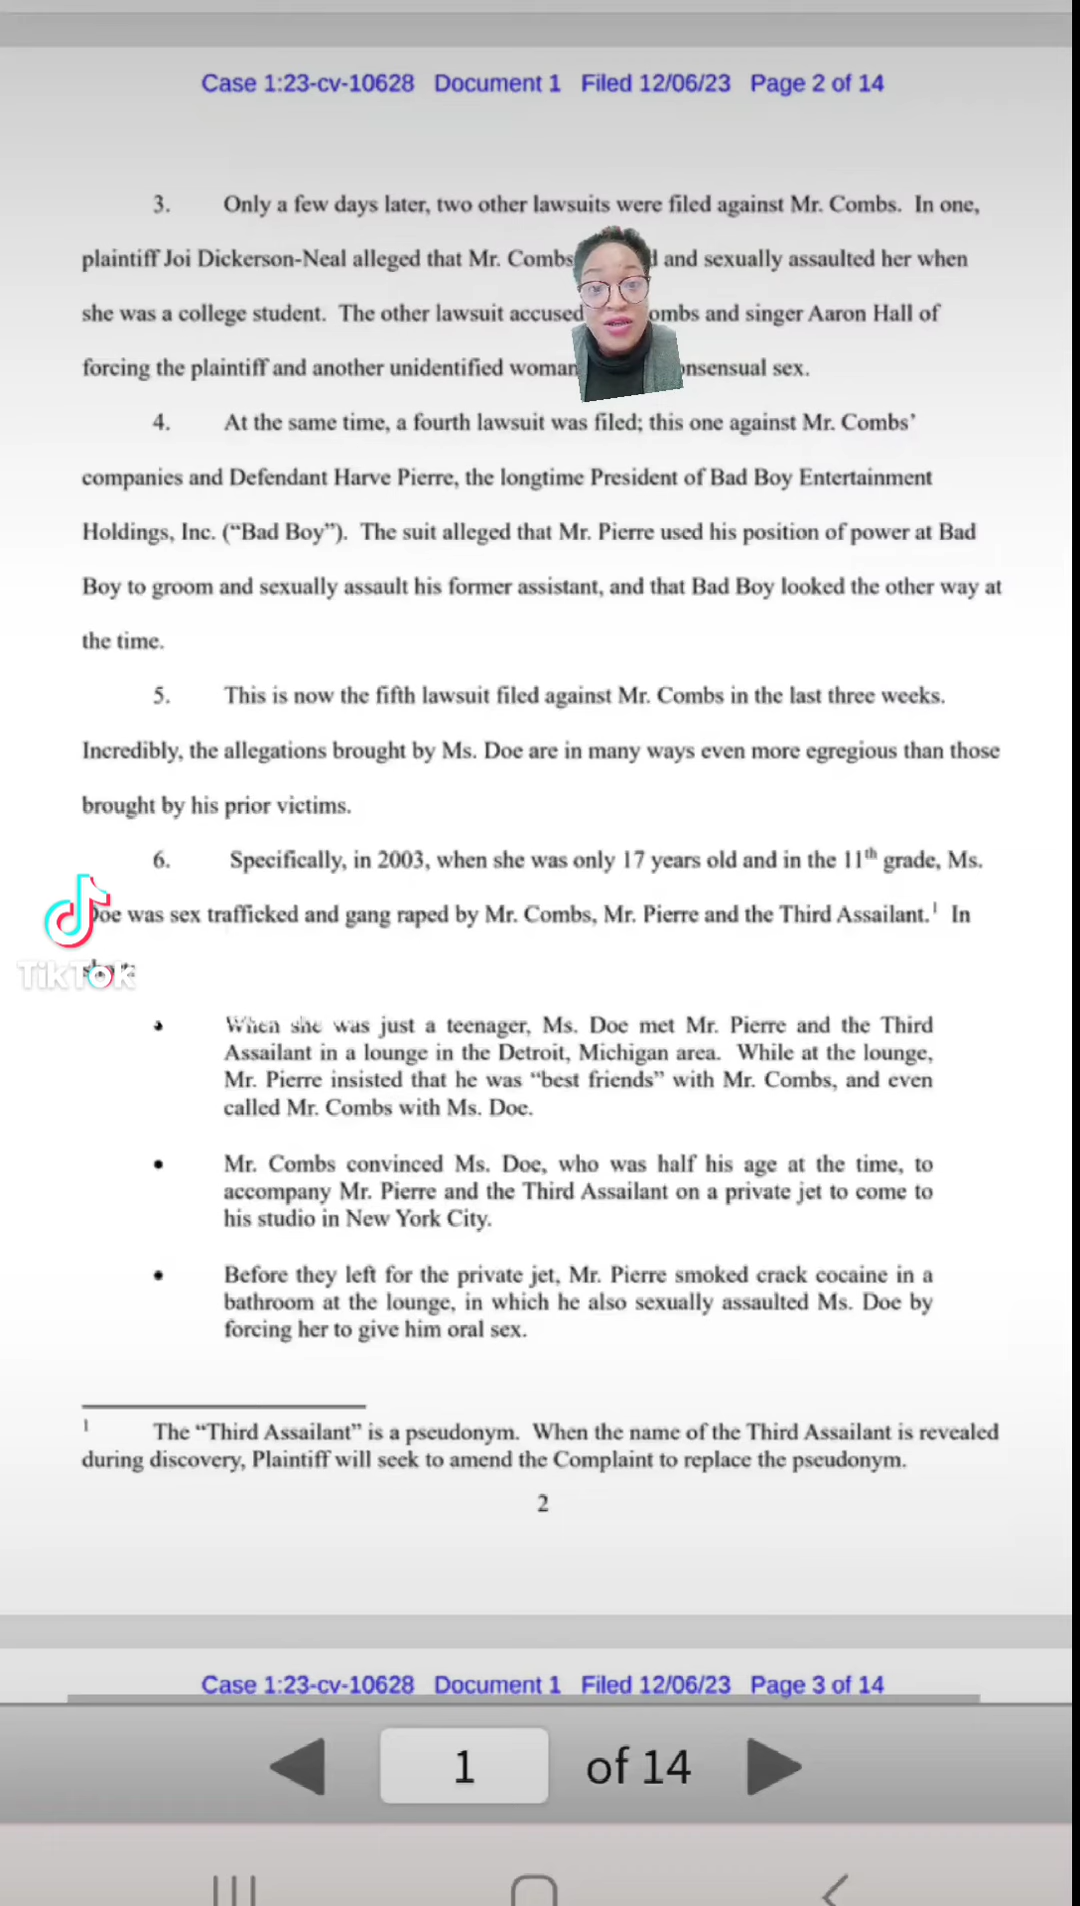 Case 1:23-cv-10628 Document 1 Filed 12/06/23 Page 2 of 14
3. Only a few days later, two other lawsuits were filed against Mr. Combs. In one,
plaintiff Joi Dickerson-Neal alleged that Mr. Combs and sexually assaulted her when
she was a college student. The other lawsuit accused and singer Aaron Hall of
forcing the plaintiff and another unidentified woman sex.
4. At the same time, a fourth lawsuit was filed; this one against Mr. Combs’
companies and Defendant Harve Pierre, the longtime President of Bad Boy Entertainment
Holdings, Inc. (“Bad Boy”). The suit alleged that Mr. Pierre used his position of power at Bad
Boy to groom and sexually assault his former assistant, and that Bad Boy looked the other way at
the time.
5. This is now the fifth lawsuit filed against Mr. Combs in the last three weeks.
Incredibly, the allegations brought by Ms. Doe are in many ways even more egregious than those
brought by his prior victims.
6. Specifically, in 2003, when she was only 17 years old and in the 11th grade, Ms.
Doe was sex trafficked and gang raped by Mr. Combs, Mr. Pierre and the Third Assailant.1 In
TikTok
• When she was just a teenager, Ms. Doe met Mr. Pierre and the Third
Assailant in a lounge in the Detroit, Michigan area. While at the lounge,
Mr. Pierre insisted that he was “best friends” with Mr. Combs, and even
called Mr. Combs with Ms. Doe.
• Mr. Combs convinced Ms. Doe, who was half his age at the time, to
accompany Mr. Pierre and the Third Assailant on a private jet to come to
his studio in New York City.
• Before they left for the private jet, Mr. Pierre smoked crack cocaine in a
bathroom at the lounge, in which he also sexually assaulted Ms. Doe by
forcing her to give him oral sex.
1 The “Third Assailant” is a pseudonym. When the name of the Third Assailant is revealed
during discovery, Plaintiff will seek to amend the Complaint to replace the pseudonym.
2
Case 1:23-cv-10628 Document 1 Filed 12/06/23 Page 3 of 14
1 of 14